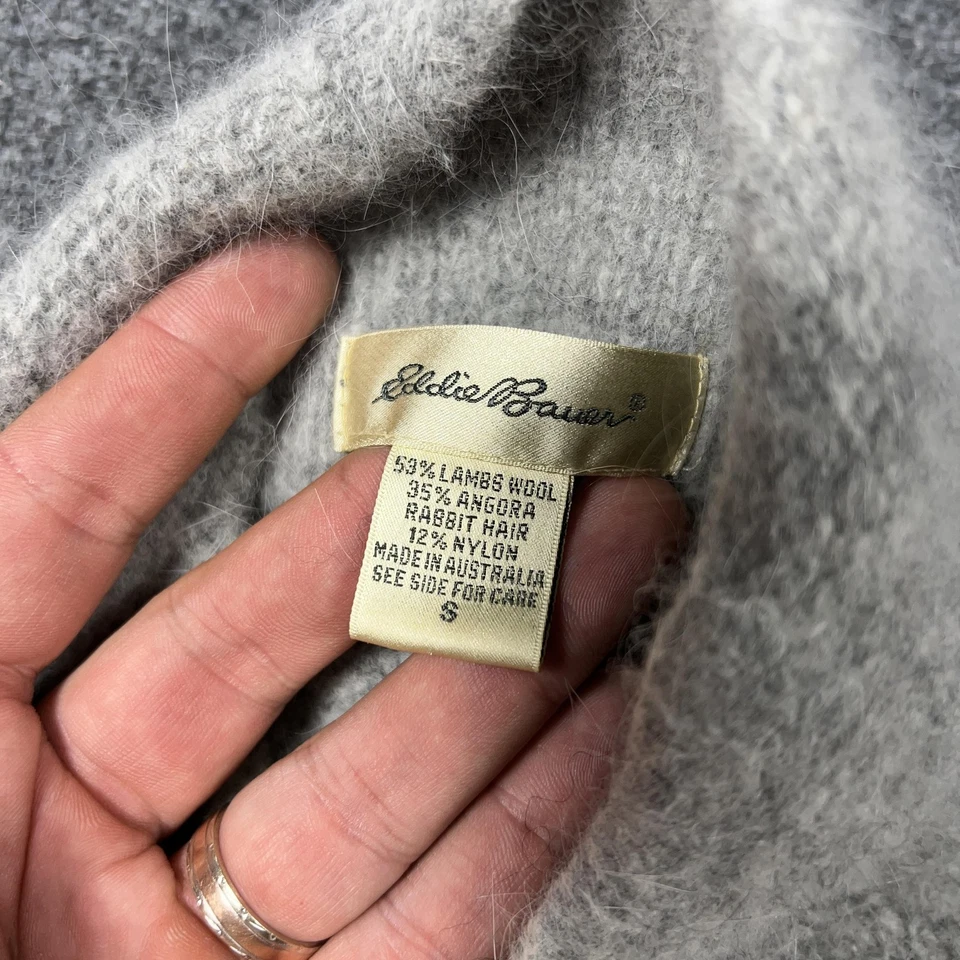 Eddie Bauer®
53% LAMBS WOOL
35% ANGORA
RABBIT HAIR
12% NYLON
MADE IN AUSTRALIA
SEE SIDE FOR CARE
S